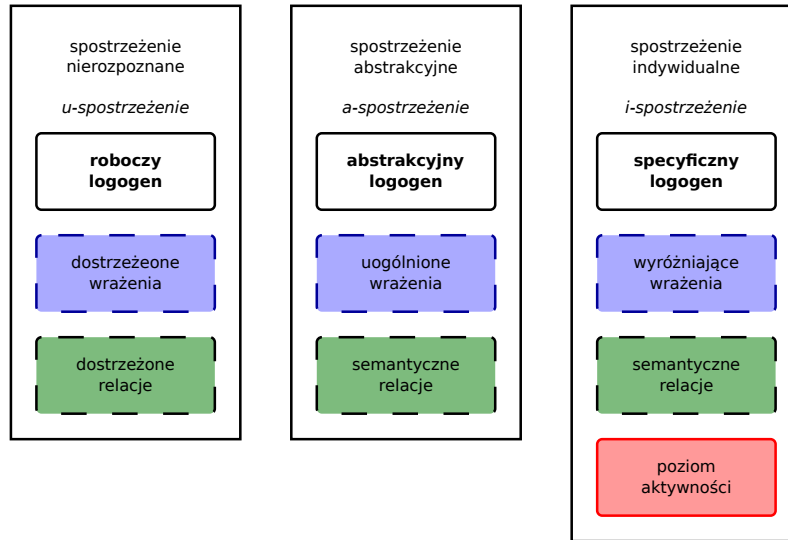 spostrzeżenie
nierozpoznane
u-spostrzeżenie
roboczy
logogen
dostrzeżeone
wrażenia
dostrzeżone
relacje
spostrzeżenie
abstrakcyjne
a-spostrzeżenie
abstrakcyjny
logogen
uogólnione
wrażenia
semantyczne
relacje
spostrzeżenie
indywidualne
i-spostrzeżenie
specyficzny
logogen
wyróżniające
wrażenia
semantyczne
relacje
poziom
aktywności